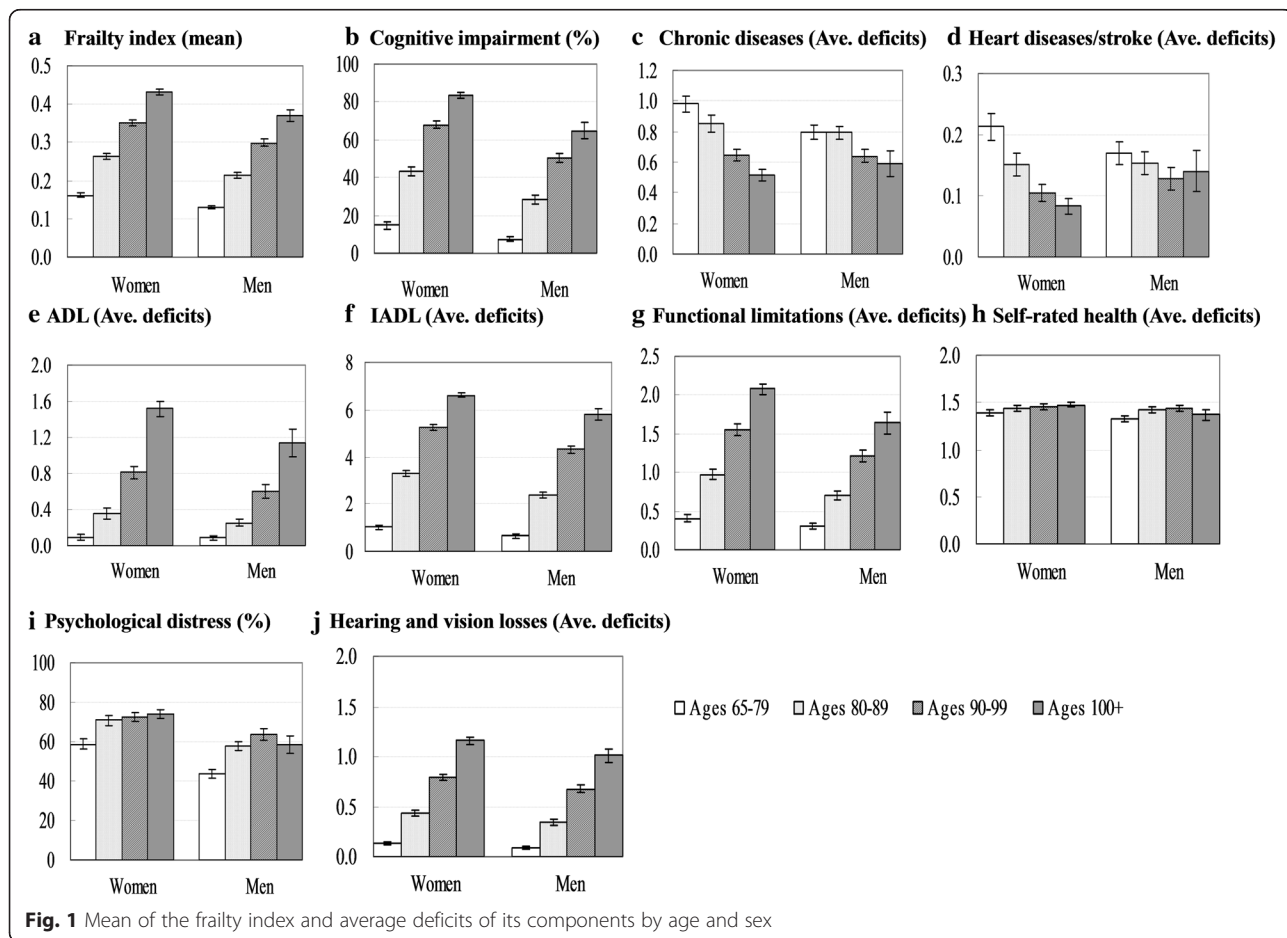 a Frailty index (mean)
0.5
0.4
0.3
0.2
0.1
0.0
Women Men
b Cognitive impairment (%)
100
80
60
40
20
0
Women Men
c Chronic diseases (Ave. deficits)
1.2
1.0
0.8
0.6
0.4
0.2
0.0
Women Men
d Heart diseases/stroke (Ave. deficits)
0.3
0.2
0.1
0.0
Women Men
e ADL (Ave. deficits)
2.0
1.6
1.2
0.8
0.4
0.0
Women Men
f IADL (Ave. deficits)
8
6
4
2
0
Women Men
g Functional limitations (Ave. deficits)
2.5
2.0
1.5
1.0
0.5
0.0
Women Men
h Self-rated health (Ave. deficits)
2.0
1.5
1.0
0.5
0.0
Women Men
i Psychological distress (%)
100
80
60
40
20
0
Women Men
j Hearing and vision losses (Ave. deficits)
2.0
1.5
1.0
0.5
0.0
Women Men
Ages 65-79 Ages 80-89 Ages 90-99 Ages 100+
Fig. 1 Mean of the frailty index and average deficits of its components by age and sex